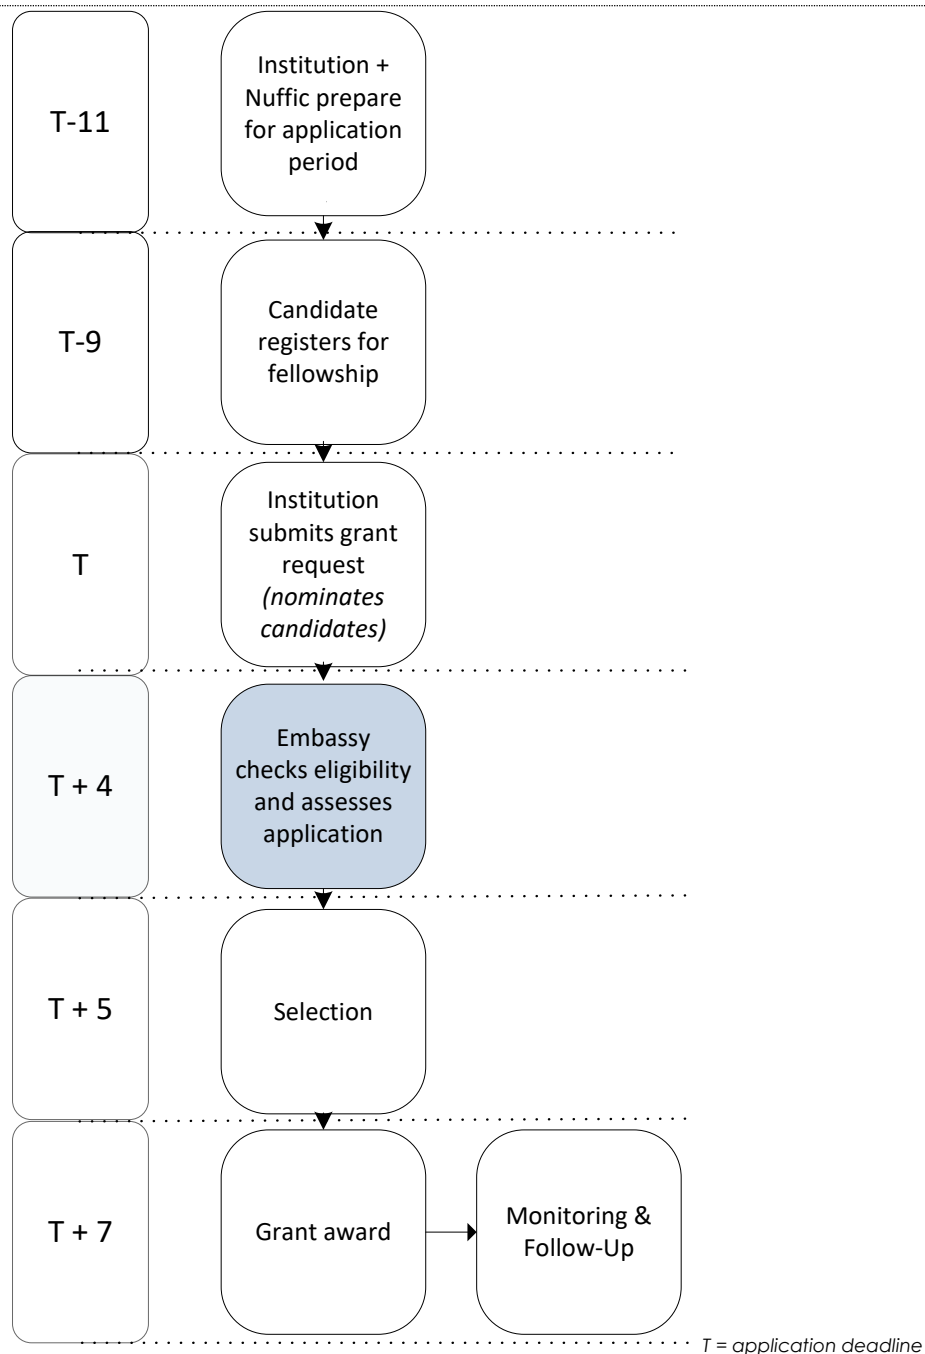 T-11
Institution +
Nuffic prepare
for application
period
T-9
Candidate
registers for
fellowship
T
Institution
submits grant
request
(nominates
candidates)
T + 4
Embassy
checks eligibility
and assesses
application
T + 5
Selection
T + 7
Grant award
Monitoring &
Follow-Up
T = application deadline